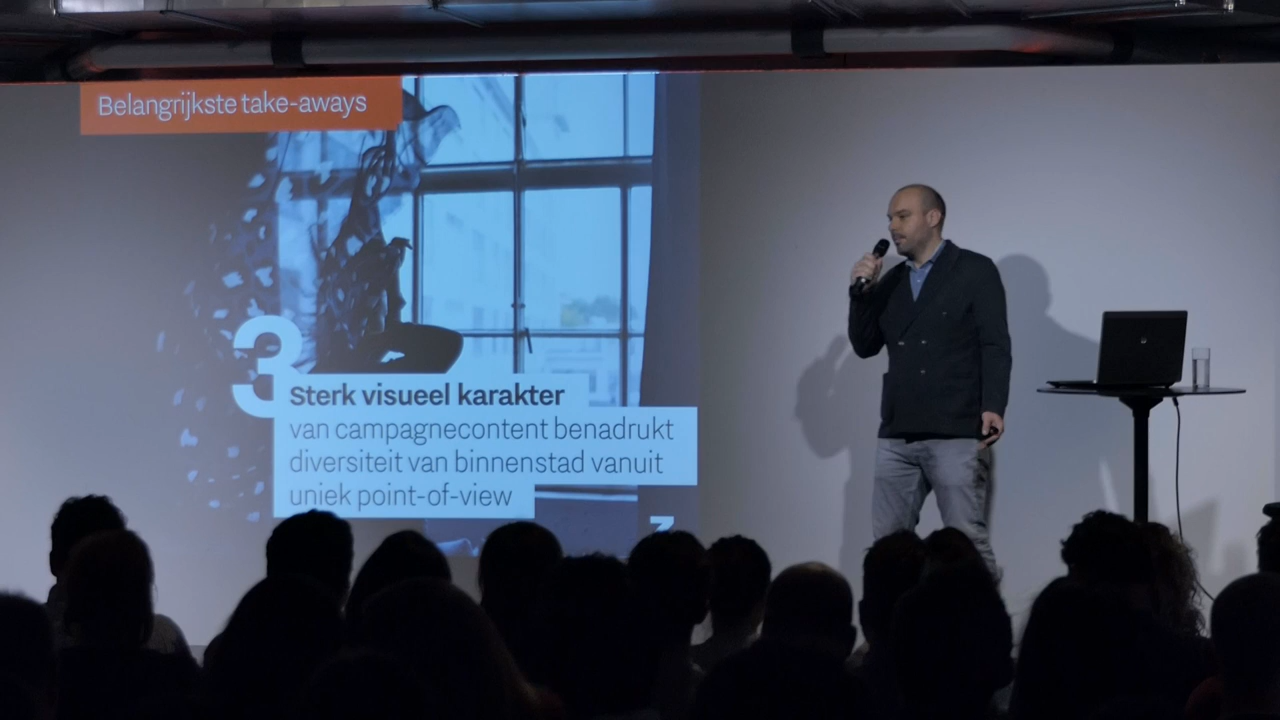 Belangrijkste take-aways
3
Sterk visueel karakter
van campagnecontent benadrukt
diversiteit van binnenstad vanuit
uniek point-of-view